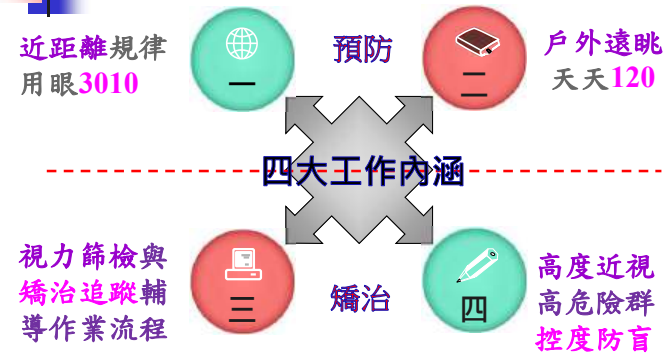 近距離規律
用眼3010
一
預防
二
戶外遠眺
天天120
四大工作內涵
視力篩檢與
矯治追蹤輔
導作業流程
三
矯治
四
高度近視
高危險群
控度防盲